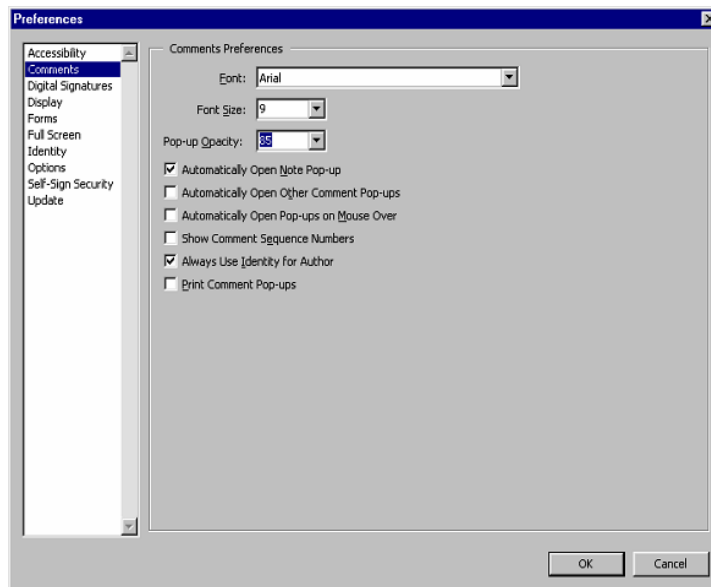 Preferences
Accessibility
Comments
Digital Signatures
Display
Forms
Full Screen
Identity
Options
Self-Sign Security
Update
Comments Preferences
Font: Arial
Font Size: 9
Pop-up Opacity: 85
Automatically Open Note Pop-up
Automatically Open Other Comment Pop-ups
Automatically Open Pop-ups on Mouse Over
Show Comment Sequence Numbers
Always Use Identity for Author
Print Comment Pop-ups
OK Cancel